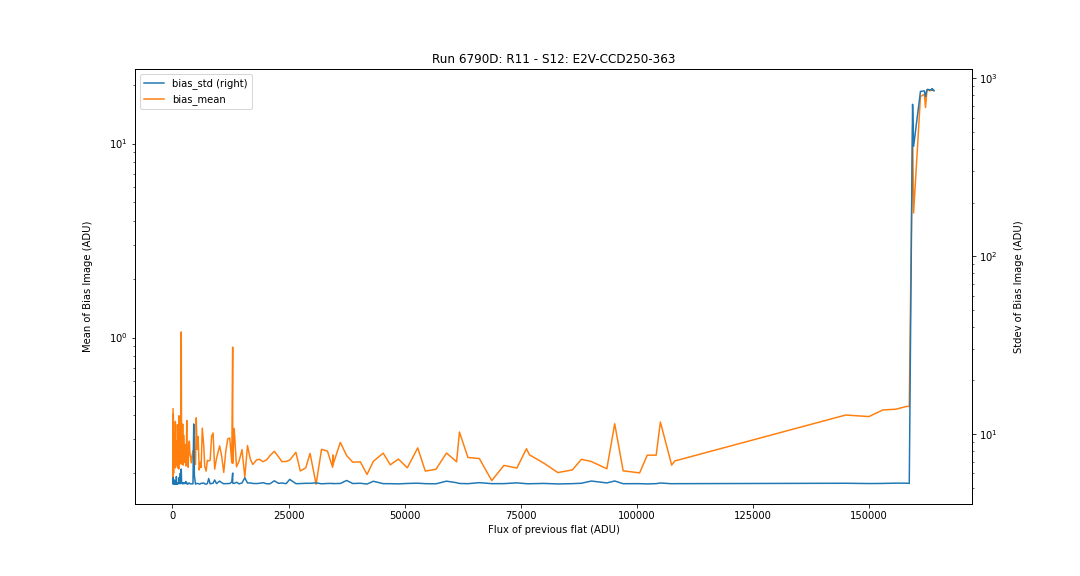 Run 6790D: R11 - S12: E2V-CCD250-363
bias_std (right)
bias_mean
10^1
10^0
Mean of Bias Image (ADU)
10^3
10^2
10^1
Stdev of Bias Image (ADU)
0 25000 50000 75000 100000 125000 150000
Flux of previous flat (ADU)